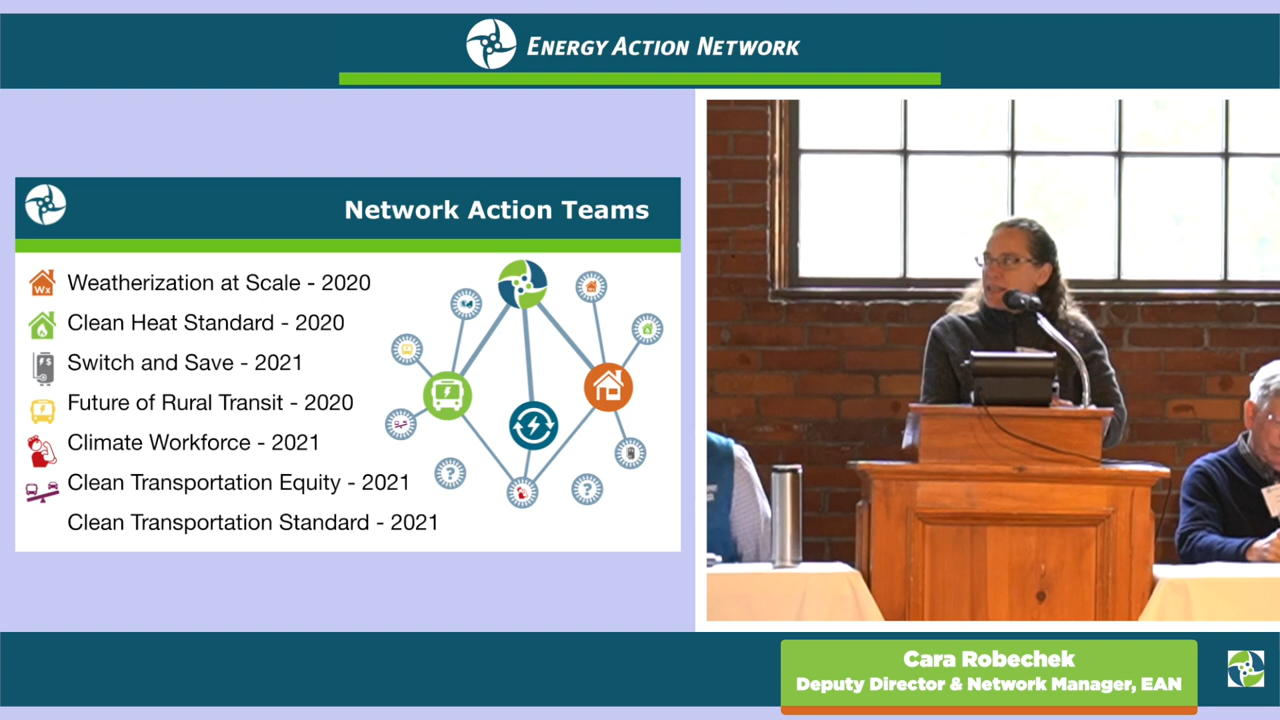 ENERGY ACTION NETWORK
Network Action Teams
Wx
Weatherization at Scale - 2020
Clean Heat Standard - 2020
Switch and Save - 2021
Future of Rural Transit - 2020
Climate Workforce - 2021
Clean Transportation Equity - 2021
Clean Transportation Standard - 2021
?
?
Cara Robechek
Deputy Director & Network Manager, EAN